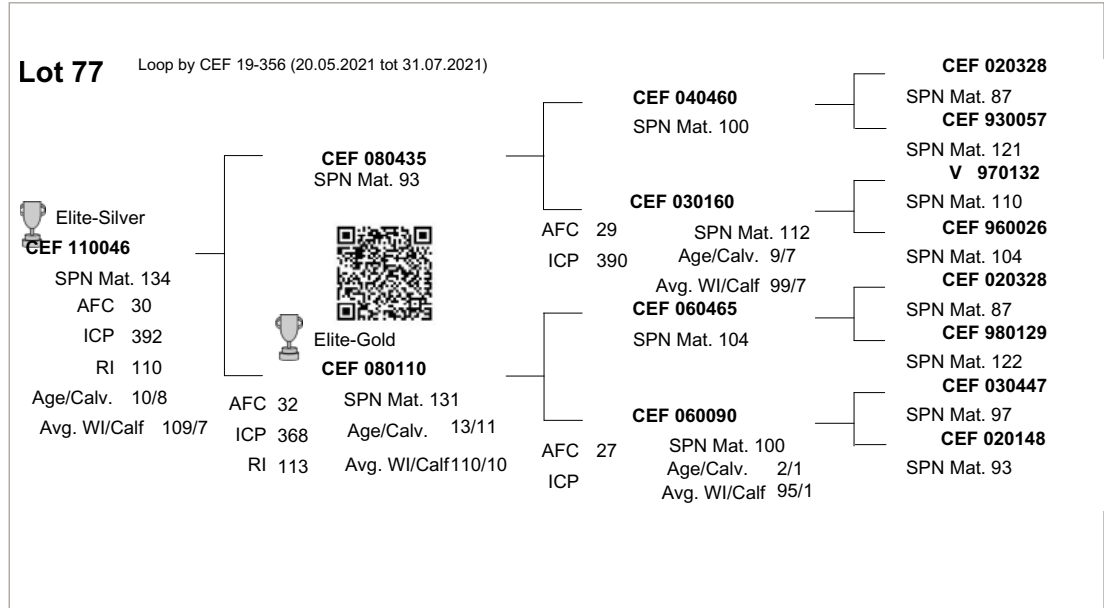 Lot 77
Loop by CEF 19-356 (20.05.2021 tot 31.07.2021)
Elite-Silver
CEF 110046
SPN Mat. 134
AFC 30
ICP 392
RI 110
Age/Calv. 10/8
Avg. WI/Calf 109/7
CEF 080435
SPN Mat. 93
Elite-Gold
CEF 080110
AFC 32
SPN Mat. 131
ICP 368
Age/Calv. 13/11
RI 113
Avg. WI/Calf110/10
CEF 040460
SPN Mat. 100
CEF 030160
AFC 29
SPN Mat. 112
ICP 390
Age/Calv. 9/7
Avg. WI/Calf 99/7
CEF 060465
SPN Mat. 104
CEF 060090
AFC 27
SPN Mat. 100
Age/Calv. 2/1
ICP
Avg. WI/Calf 95/1
CEF 020328
SPN Mat. 87
CEF 930057
SPN Mat. 121
V 970132
SPN Mat. 110
CEF 960026
SPN Mat. 104
CEF 020328
SPN Mat. 87
CEF 980129
SPN Mat. 122
CEF 030447
SPN Mat. 97
CEF 020148
SPN Mat. 93